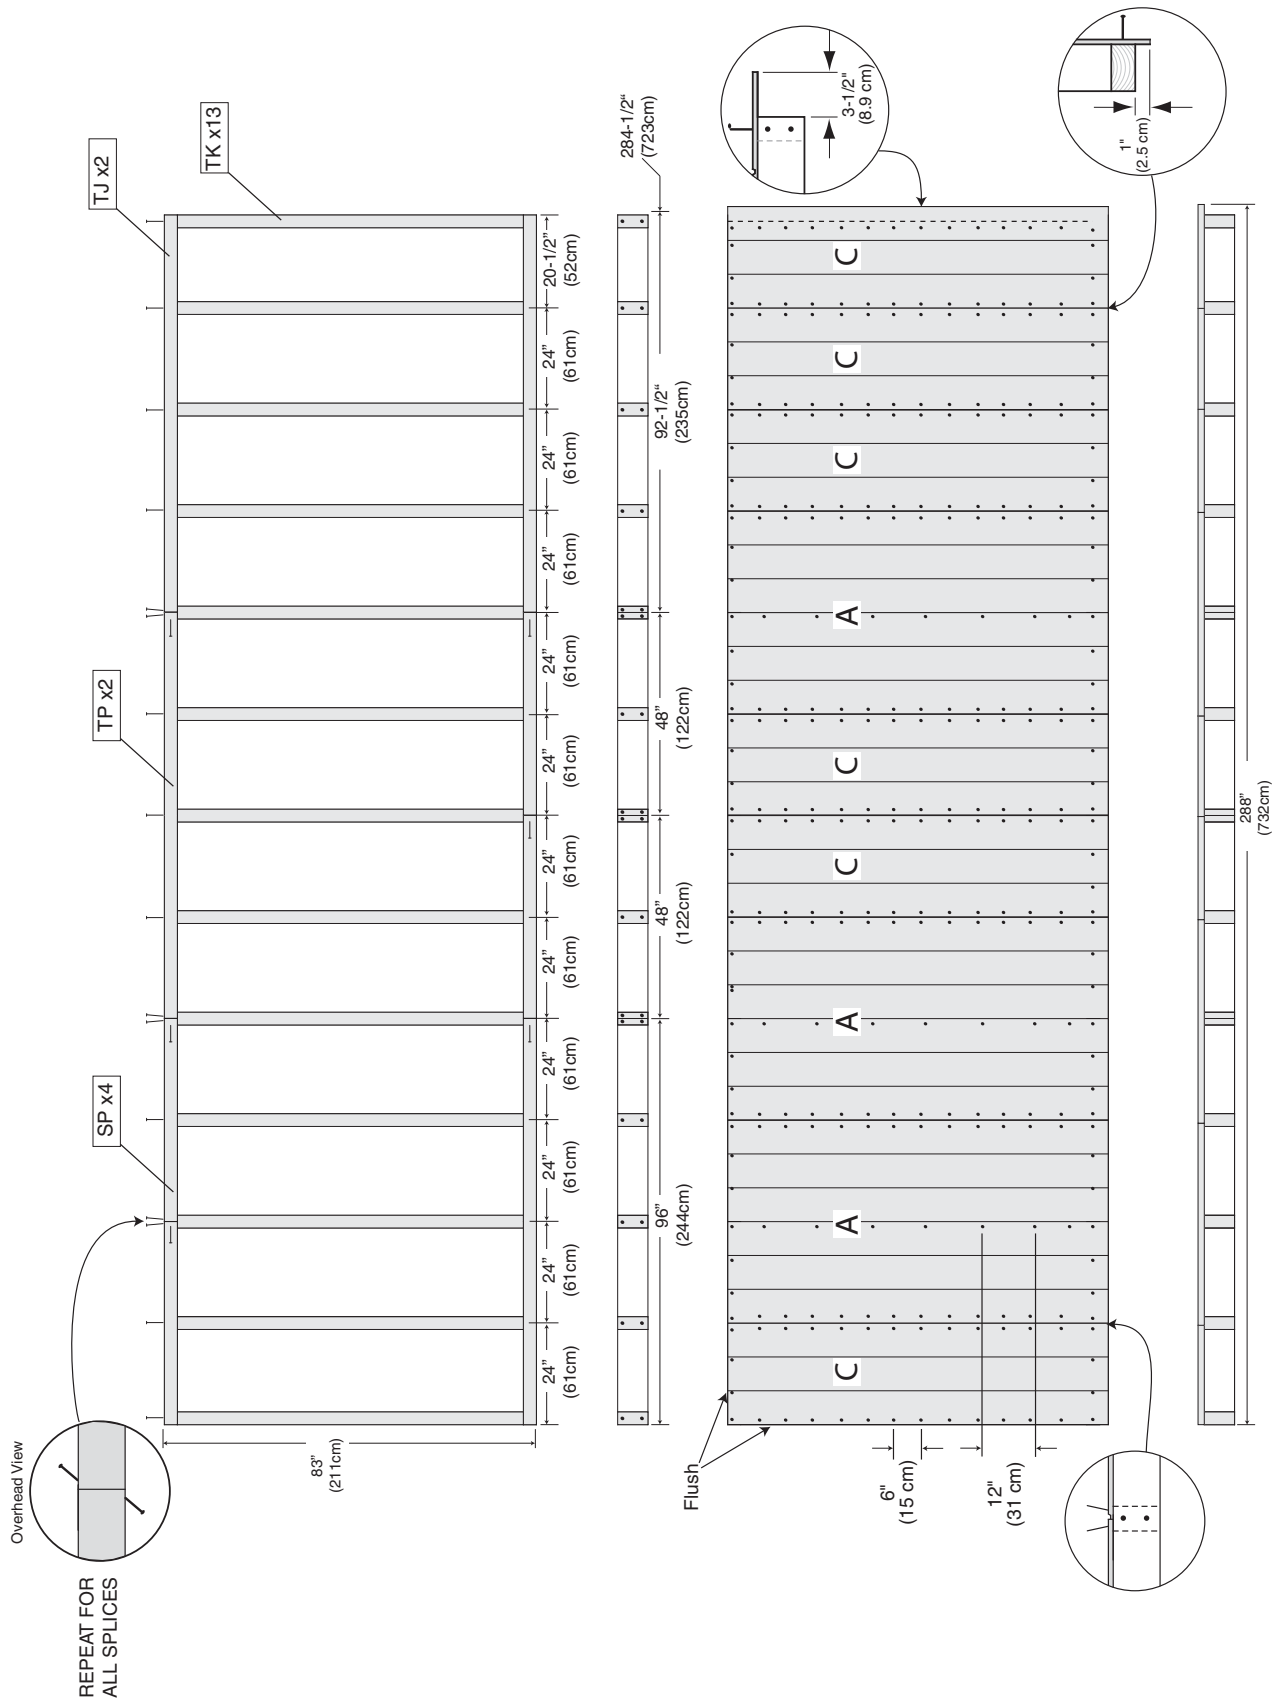 Overhead View
REPEAT FOR
ALL SPLICES
SP x4
TP x2
TJ x2
TK x13
83"
(211cm)
24"
(61cm)
24"
(61cm)
24"
(61cm)
24"
(61cm)
24"
(61cm)
24"
(61cm)
24"
(61cm)
24"
(61cm)
24"
(61cm)
24"
(61cm)
24"
(61cm)
20-1/2"
(52cm)
96"
(244cm)
48"
(122cm)
48"
(122cm)
92-1/2"
(235cm)
284-1/2"
(723cm)
Flush
C
A
A
C
C
A
C
C
C
6"
(15 cm)
12"
(31 cm)
3-1/2"
(8.9 cm)
1"
(2.5 cm)
288"
(732cm)